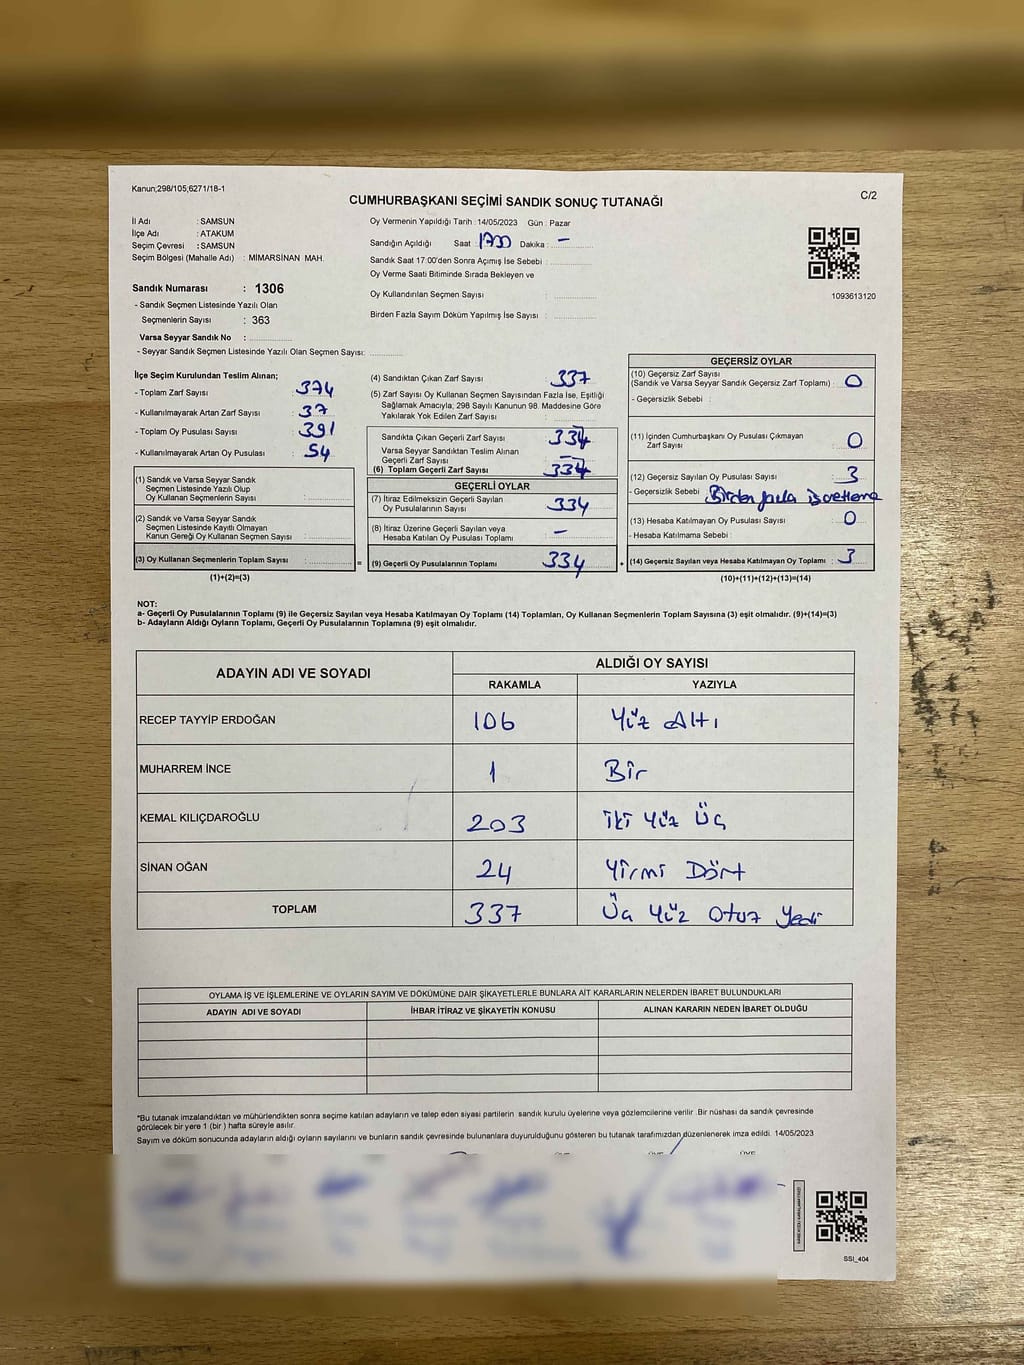 Kanun;298/105;6271/18-1
C/2
CUMHURBAŞKANI SEÇİMİ SANDIK SONUÇ TUTANAĞI
İl Adı : SAMSUN
İlçe Adı : ATAKUM
Seçim Çevresi : SAMSUN
Seçim Bölgesi (Mahalle Adı) : MIMARSİNAN MAH.
Sandık Numarası : 1306
- Sandık Seçmen Listesinde Yazılı Olan
Seçmenlerin Sayısı : 363
Varsa Seyyar Sandık No :
- Seyyar Sandık Seçmen Listesinde Yazılı Olan Seçmen Sayısı:
Oy Vermenin Yapıldığı Tarih : 14/05/2023 Gün : Pazar
Sandığın Açıldığı Saat : 1700 Dakika : –
Sandık Saat 17.00'den Sonra Açımış İse Sebebi :
Oy Verme Saati Bitiminde Sırada Bekleyen ve
Oy Kullandırılan Seçmen Sayısı :
Birden Fazla Sayım Döküm Yapılmış İse Sayısı :
1093613120
İlçe Seçim Kurulundan Teslim Alınan;
- Toplam Zarf Sayısı : 374
- Kullanılmayarak Artan Zarf Sayısı : 37
- Toplam Oy Pusulası Sayısı : 391
- Kullanılmayarak Artan Oy Pusulası : 54
(1) Sandık ve Varsa Seyyar Sandık
Seçmen Listesinde Yazılı Olup
Oy Kullanan Seçmenlerin Sayısı :
(2) Sandık ve Varsa Seyyar Sandık
Seçmen Listesinde Kayıtlı Olmayan
Kanun Gereği Oy Kullanan Seçmen Sayısı :
(3) Oy Kullanan Seçmenlerin Toplam Sayısı : =
(1)+(2)=(3)
(4) Sandıktan Çıkan Zarf Sayısı : 337
(5) Zarf Sayısı Oy Kullanan Seçmen Sayısından Fazla İse, Eşitliği
Sağlamak Amacıyla; 298 Sayılı Kanunun 98. Maddesine Göre
Yakılarak Yok Edilen Zarf Sayısı :
Sandıkta Çıkan Geçerli Zarf Sayısı : 334
Varsa Seyyar Sandıktan Teslim Alınan
Geçerli Zarf Sayısı : –
(6) Toplam Geçerli Zarf Sayısı : 334
GEÇERLİ OYLAR
(7) İtiraz Edilmeksizin Geçerli Sayılan
Oy Pusulalarının Sayısı : 334
(8) İtiraz Üzerine Geçerli Sayılan veya
Hesaba Katılan Oy Pusulası Toplamı : –
(9) Geçerli Oy Pusulalarının Toplamı : 334 +
GEÇERSİZ OYLAR
(10) Geçersiz Zarf Sayısı
(Sandık ve Varsa Seyyar Sandık Geçersiz Zarf Toplamı) : 0
- Geçersizlik Sebebi :
(11) İçinden Cumhurbaşkanı Oy Pusulası Çıkmayan
Zarf Sayısı : 0
(12) Geçersiz Sayılan Oy Pusulası Sayısı : 3
- Geçersizlik Sebebi : Birden fazla işaretleme
(13) Hesaba Katılmayan Oy Pusulası Sayısı : 0
- Hesaba Katılmama Sebebi :
(14) Geçersiz Sayılan veya Hesaba Katılmayan Oy Toplamı : 3
(10)+(11)+(12)+(13)=(14)
NOT:
a- Geçerli Oy Pusulalarının Toplamı (9) ile Geçersiz Sayılan veya Hesaba Katılmayan Oy Toplamı (14) Toplamları, Oy Kullanan Seçmenlerin Toplam Sayısına (3) eşit olmalıdır. (9)+(14)=(3)
b- Adayların Aldığı Oyların Toplamı, Geçerli Oy Pusulalarının Toplamına (9) eşit olmalıdır.
ADAYIN ADI VE SOYADI ALDIĞI OY SAYISI
RAKAMLA YAZIYLA
RECEP TAYYİP ERDOĞAN 106 Yüz Altı
MUHARREM İNCE 1 Bir
KEMAL KILIÇDAROĞLU 203 İki Yüz Üç
SİNAN OĞAN 24 Yirmi Dört
TOPLAM 337 Üç Yüz Otuz Yedi
OYLAMA İŞ VE İŞLEMLERİNE VE OYLARIN SAYIM VE DÖKÜMÜNE DAİR ŞİKAYETLERLE BUNLARA AİT KARARLARIN NELERDEN İBARET BULUNDUKLARI
ADAYIN ADI VE SOYADI İHBAR İTİRAZ VE ŞİKAYETİN KONUSU ALINAN KARARIN NEDEN İBARET OLDUĞU
*Bu tutanak imzalandıktan ve mühürlendikten sonra seçime katılan adayların ve talep eden siyasi partilerin sandık kurulu üyelerine veya gözlemcilerine verilir. Bir nüshası da sandık çevresinde
görülecek bir yere 1 (bir ) hafta süreyle asılır.
Sayım ve döküm sonucunda adayların aldığı oyların sayılarını ve bunların sandık çevresinde bulunanlara duyurulduğunu gösteren bu tutanak tarafımızdan düzenlenerek imza edildi. 14/05/2023
SSI_404